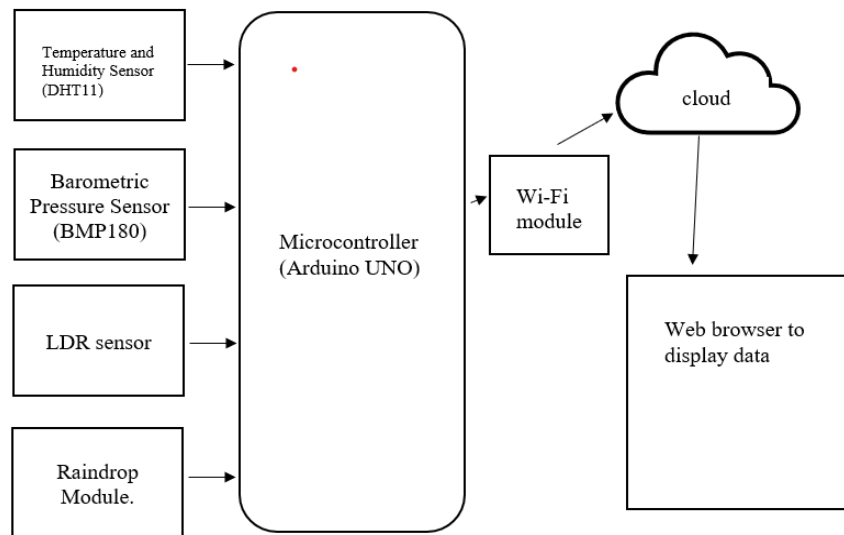 Temperature and
Humidity Sensor
(DHT11)
Barometric
Pressure Sensor
(BMP180)
LDR sensor
Raindrop
Module.
Microcontroller
(Arduino UNO)
Wi-Fi
module
cloud
Web browser to
display data